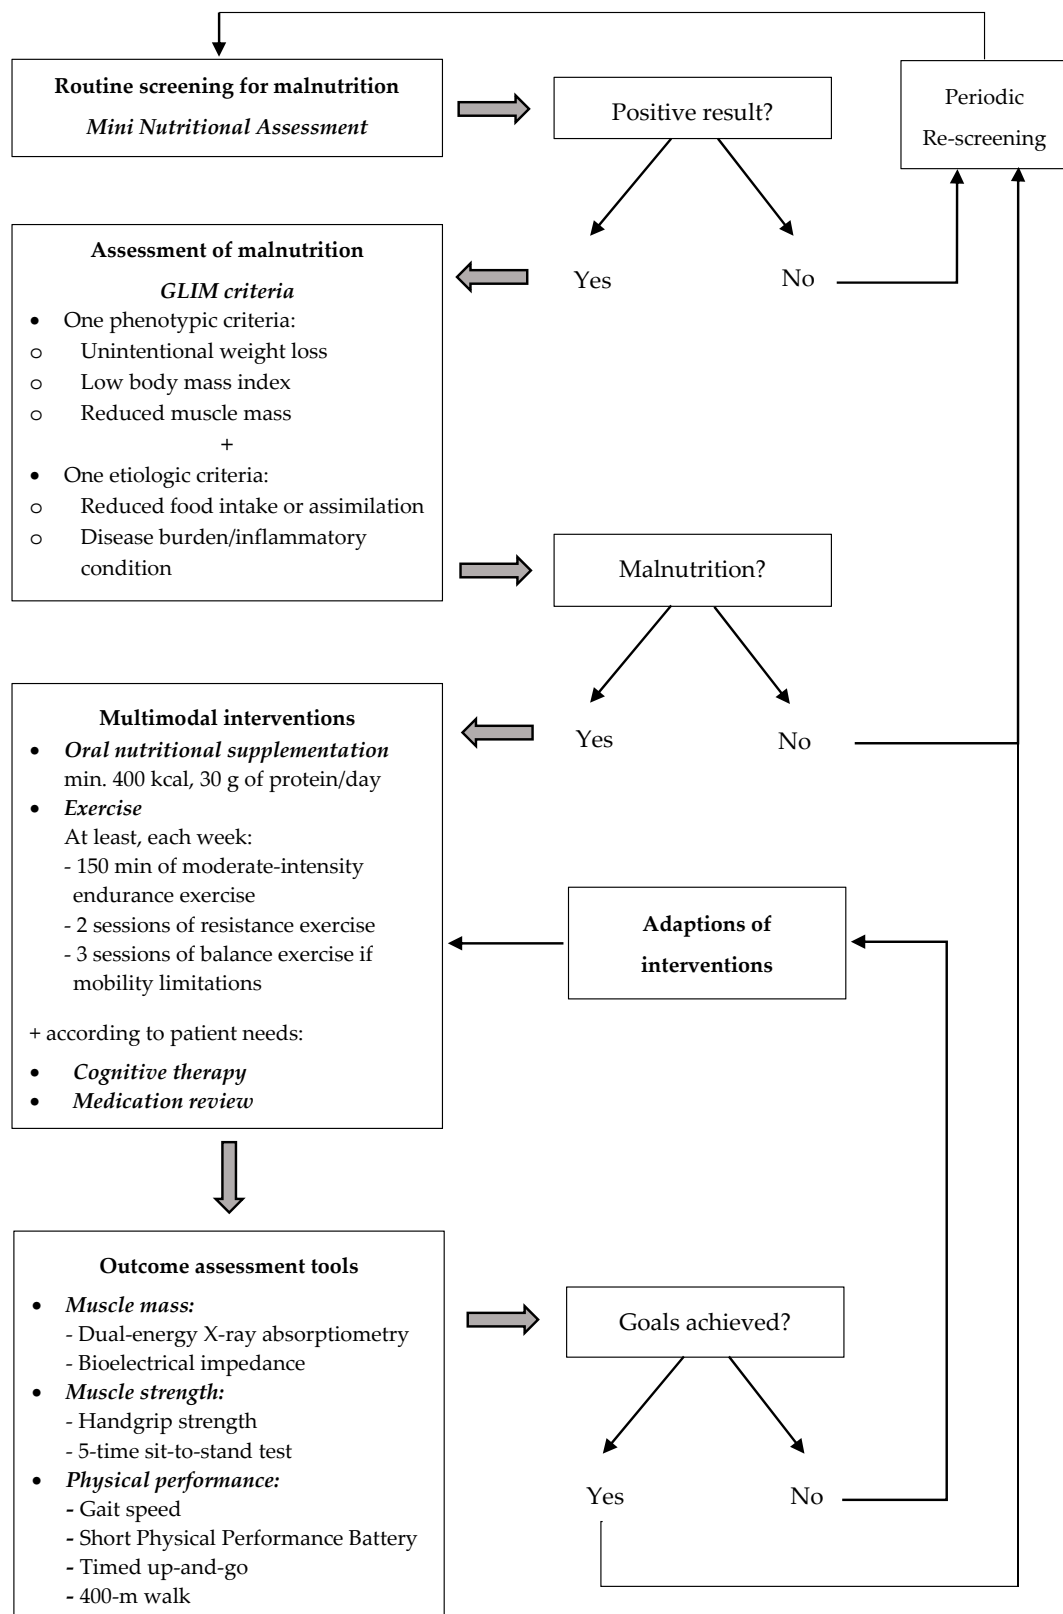 Routine screening for malnutrition
Mini Nutritional Assessment
Positive result?
Periodic
Re-screening
Yes
No
Assessment of malnutrition
GLIM criteria
• One phenotypic criteria:
o Unintentional weight loss
o Low body mass index
o Reduced muscle mass
+
• One etiologic criteria:
o Reduced food intake or assimilation
o Disease burden/inflammatory
condition
Malnutrition?
Yes
No
Multimodal interventions
• Oral nutritional supplementation
min. 400 kcal, 30 g of protein/day
• Exercise
At least, each week:
- 150 min of moderate-intensity
endurance exercise
- 2 sessions of resistance exercise
- 3 sessions of balance exercise if
mobility limitations
+ according to patient needs:
• Cognitive therapy
• Medication review
Adaptions of
interventions
Outcome assessment tools
• Muscle mass:
- Dual-energy X-ray absorptiometry
- Bioelectrical impedance
• Muscle strength:
- Handgrip strength
- 5-time sit-to-stand test
• Physical performance:
- Gait speed
- Short Physical Performance Battery
- Timed up-and-go
- 400-m walk
Goals achieved?
Yes
No